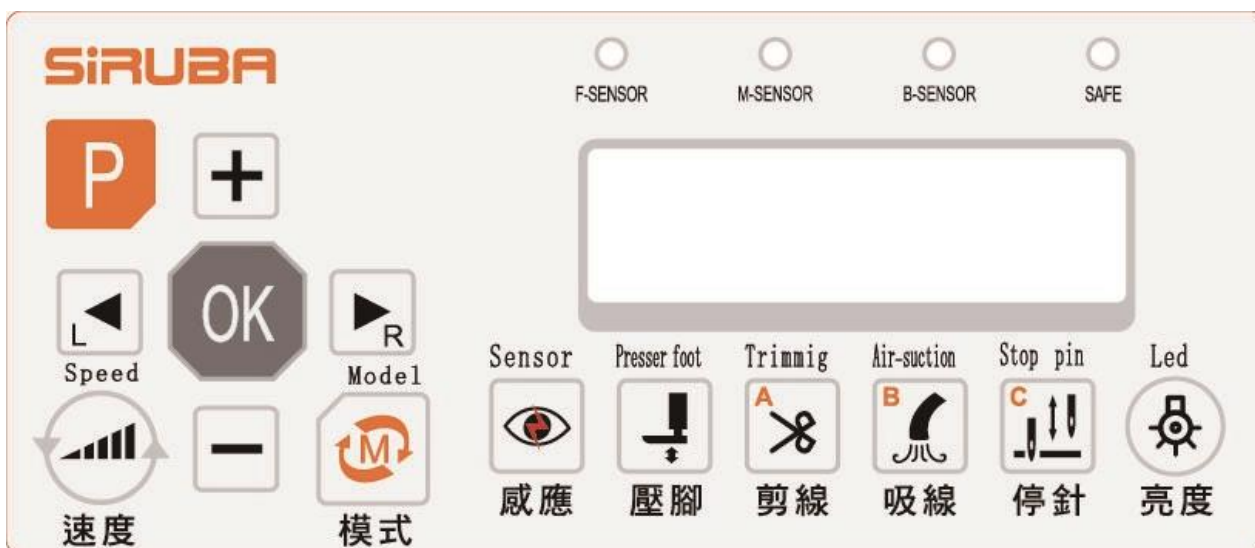 SiRUBA
F-SENSOR M-SENSOR B-SENSOR SAFE
P
OK
L
R
Speed
Model
M
速度
模式
Sensor Presser foot Trimmig Air-suction Stop pin Led
A B C
感應 壓腳 剪線 吸線 停針 亮度